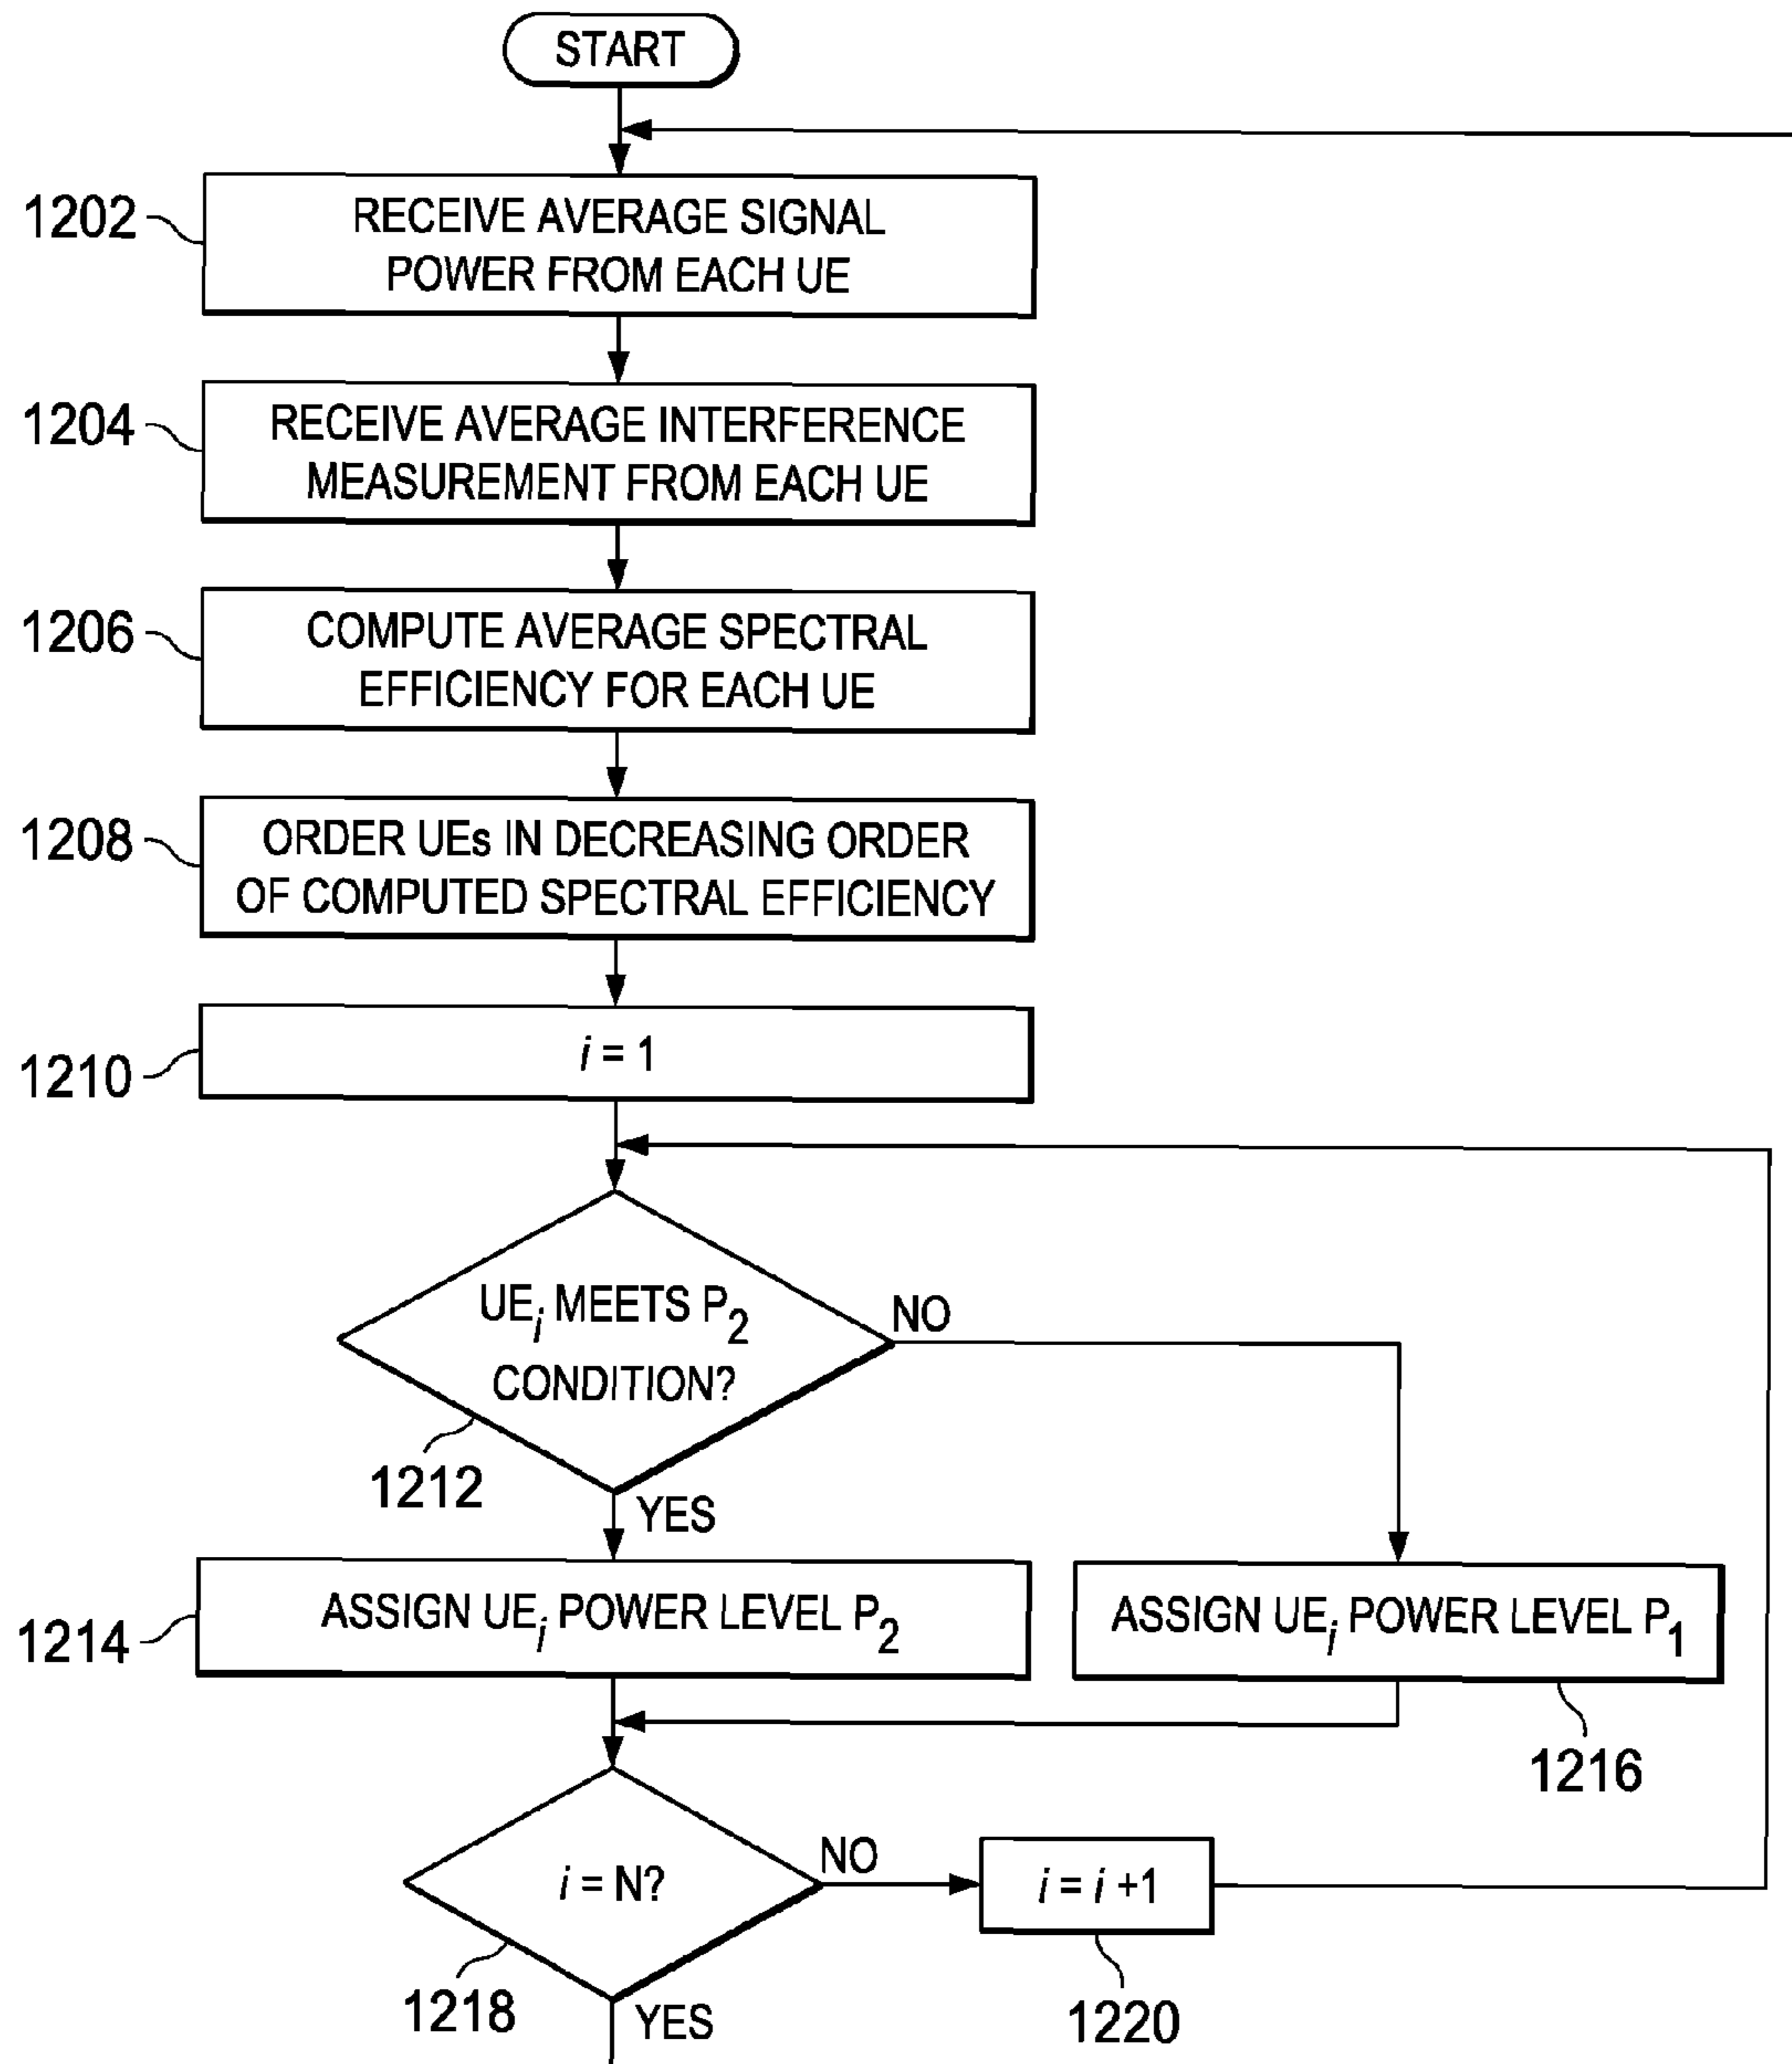 START
1202
RECEIVE AVERAGE SIGNAL
POWER FROM EACH UE
1204
RECEIVE AVERAGE INTERFERENCE
MEASUREMENT FROM EACH UE
1206
COMPUTE AVERAGE SPECTRAL
EFFICIENCY FOR EACH UE
1208
ORDER UEs IN DECREASING ORDER
OF COMPUTED SPECTRAL EFFICIENCY
1210
i = 1
UEi MEETS P2
CONDITION?
NO
1212
YES
1214
ASSIGN UEi POWER LEVEL P2
ASSIGN UEi POWER LEVEL P1
1216
i = N?
NO
i = i +1
1218
YES
1220